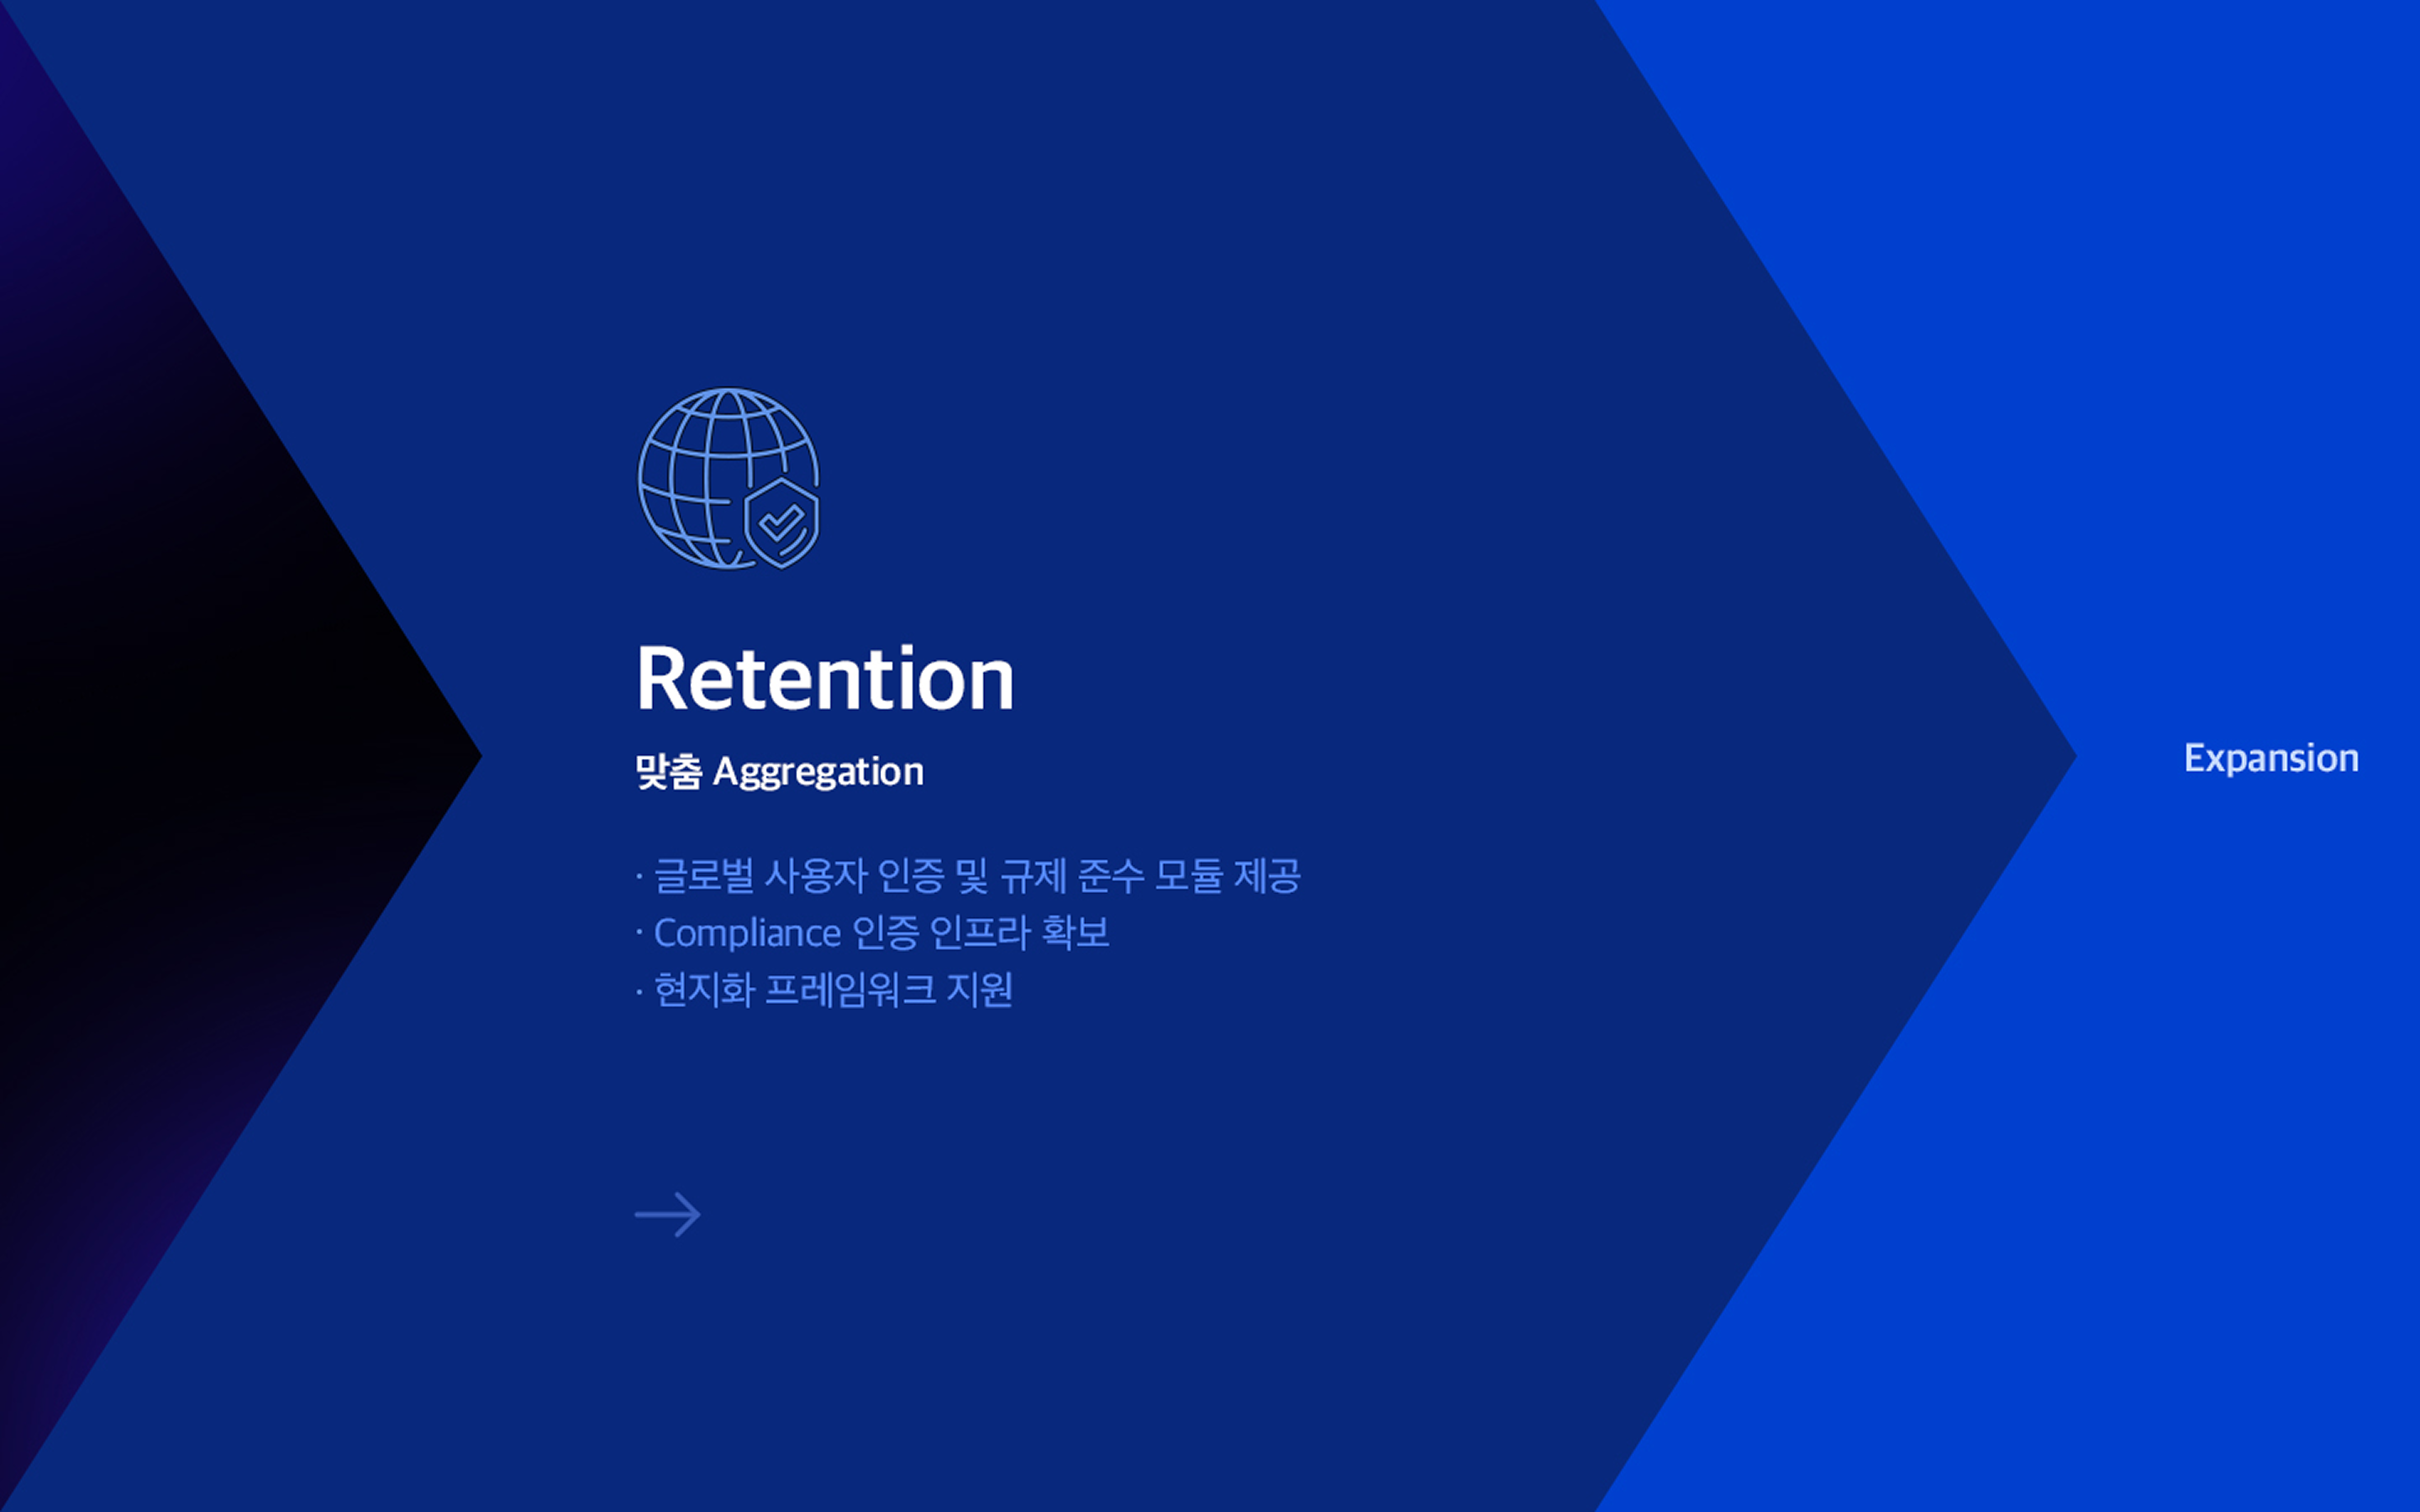 Retention
맞춤 Aggregation
· 글로벌 사용자 인증 및 규제 준수 모듈 제공
· Compliance 인증 인프라 확보
· 현지화 프레임워크 지원
Expansion